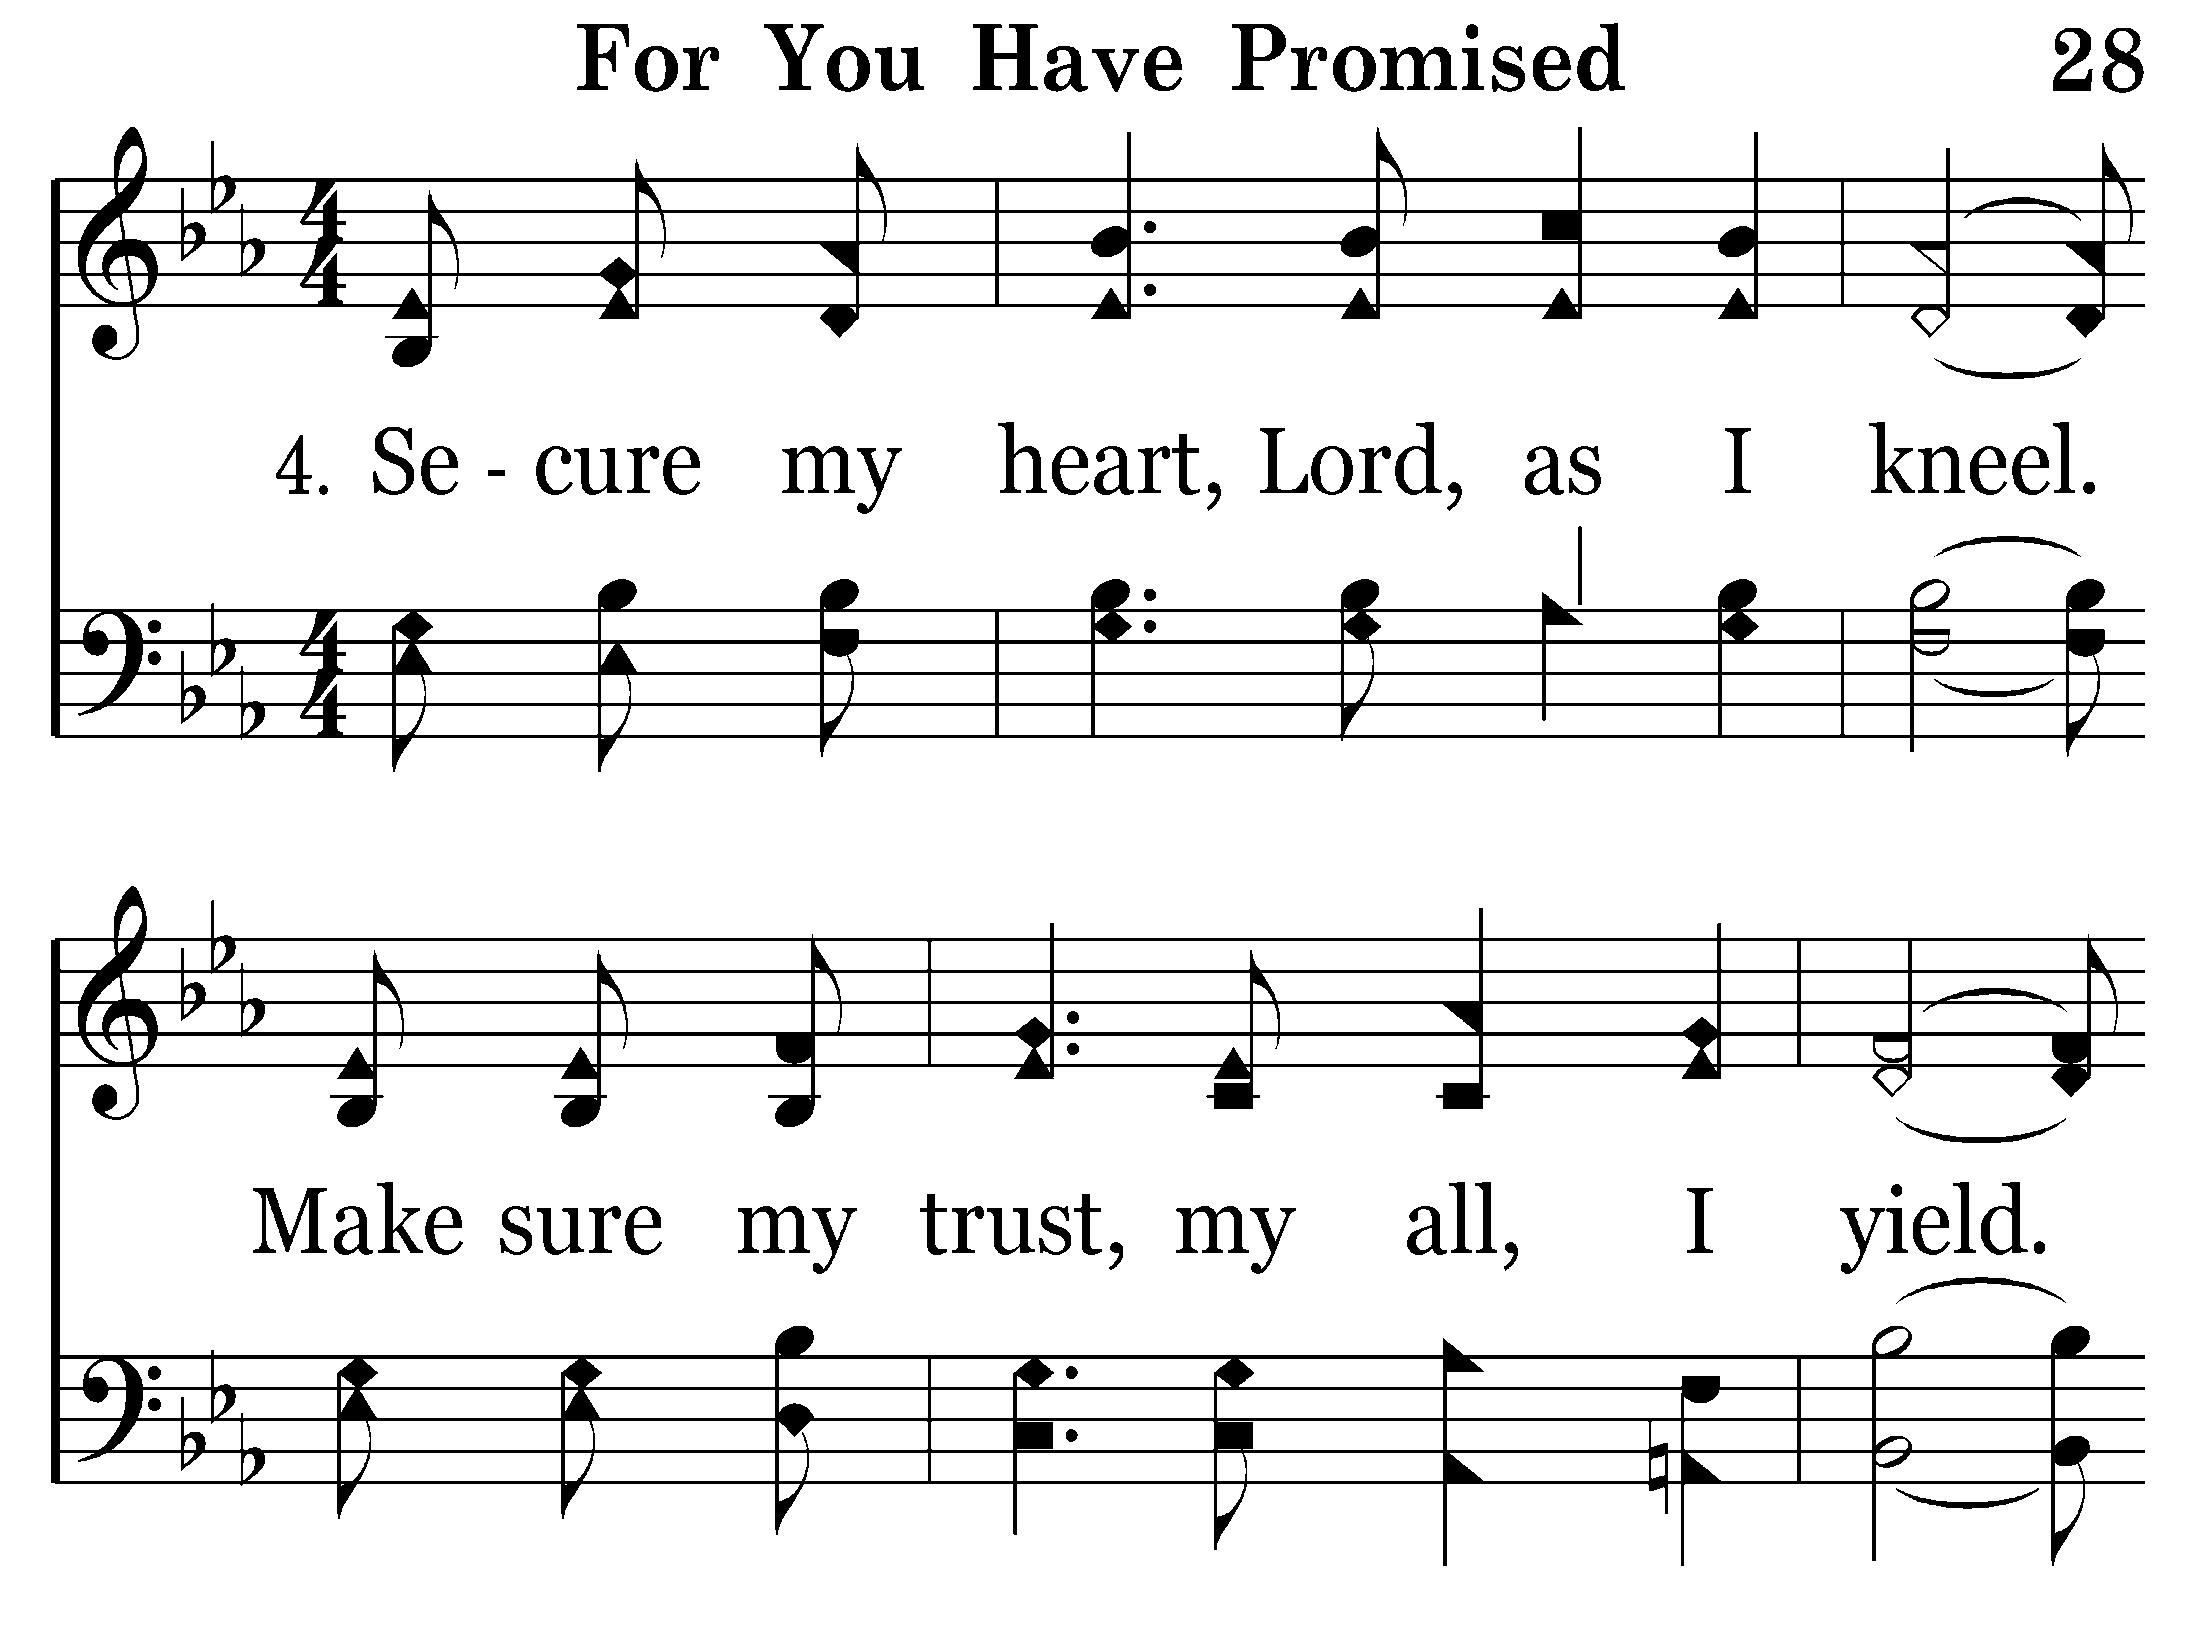 For You Have Promised 28
4. Se - cure my heart, Lord, as I kneel.
Make sure my trust, my all, I yield.